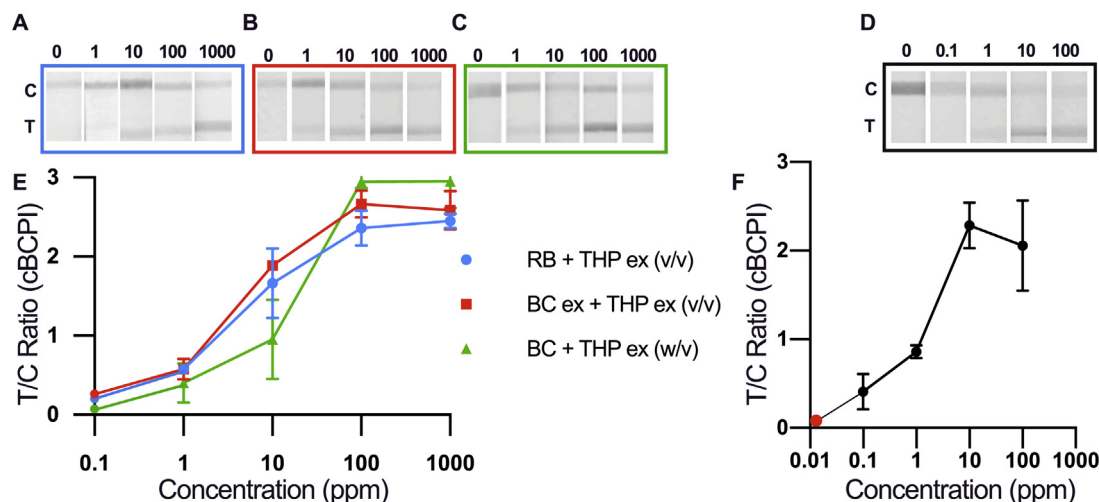 A B C D
0 1 10 100 1000 0 1 10 100 1000 0 1 10 100 1000 0 0.1 1 10 100
C C
T T
E F
T/C Ratio (cBCPI)
3
2
1
0
0.1 1 10 100 1000
Concentration (ppm)
RB + THP ex (v/v)
BC ex + THP ex (v/v)
BC + THP ex (w/v)
T/C Ratio (cBCPI)
3
2
1
0
0.01 0.1 1 10 100 1000
Concentration (ppm)